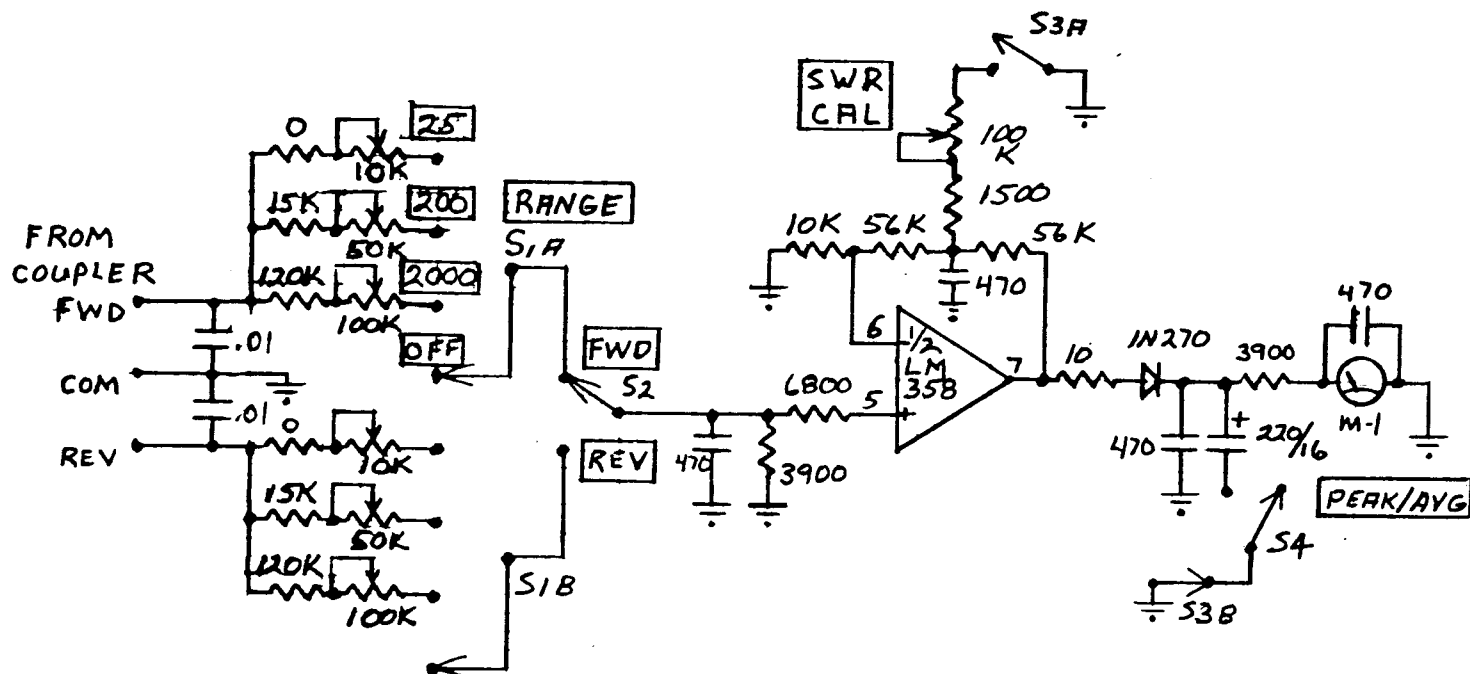 S3A
SWR
CAL
100
K
1500
0
25
10K
15K
200
50K
120K
2000
100K
OFF
RANGE
S1A
FROM
COUPLER
FWD
.01
COM
.01
REV
0
10K
15K
50K
120K
100K
S1B
FWD
S2
REV
470
3900
6800
10K
56K
56K
470
6
5
7
-
+
1/2
LM
358
10
1N270
3900
470
M-1
470
+
220/16
PEAK/AVG
S4
S3B